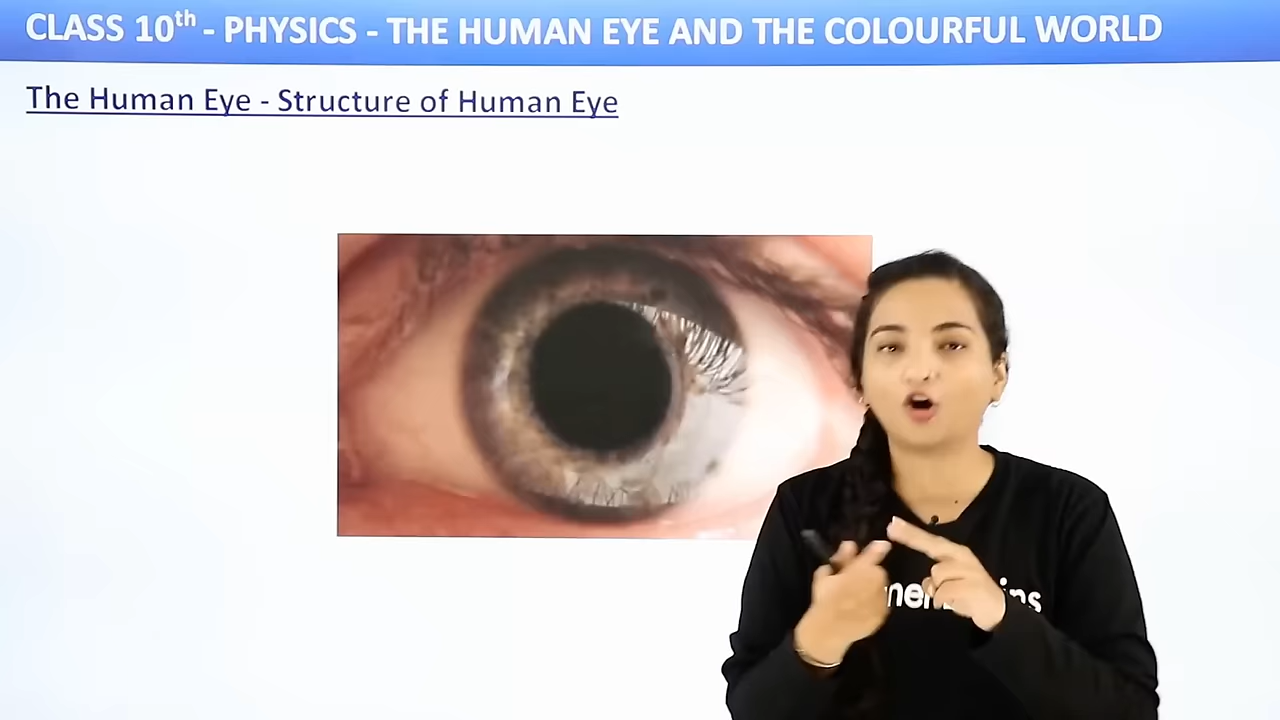 CLASS 10th - PHYSICS - THE HUMAN EYE AND THE COLOURFUL WORLD
The Human Eye - Structure of Human Eye